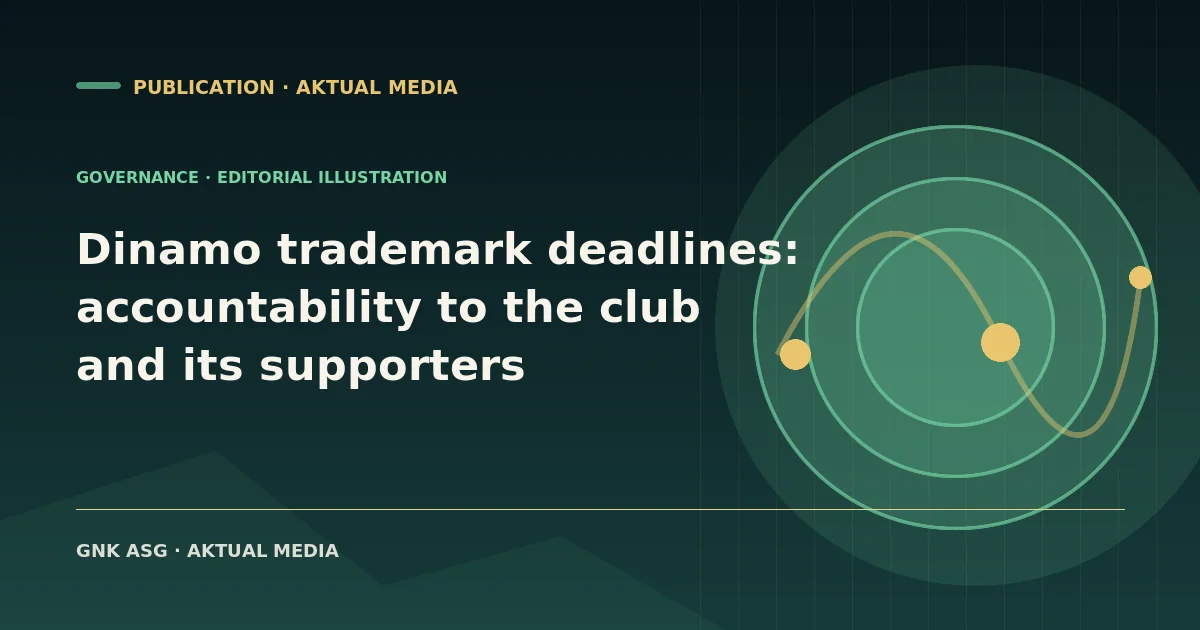 PUBLICATION · AKTUAL MEDIA
GOVERNANCE · EDITORIAL ILLUSTRATION
Dinamo trademark deadlines:
accountability to the club
and its supporters
GNK ASG · AKTUAL MEDIA